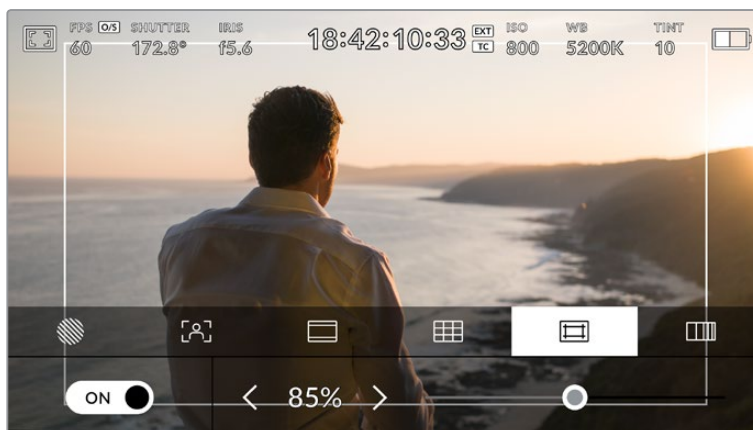 FPS O/S SHUTTER IRIS 18:42:10:33 EXT ISO WB TINT
60 172.8° f5.6 TC 800 5200K 10
ON 85%